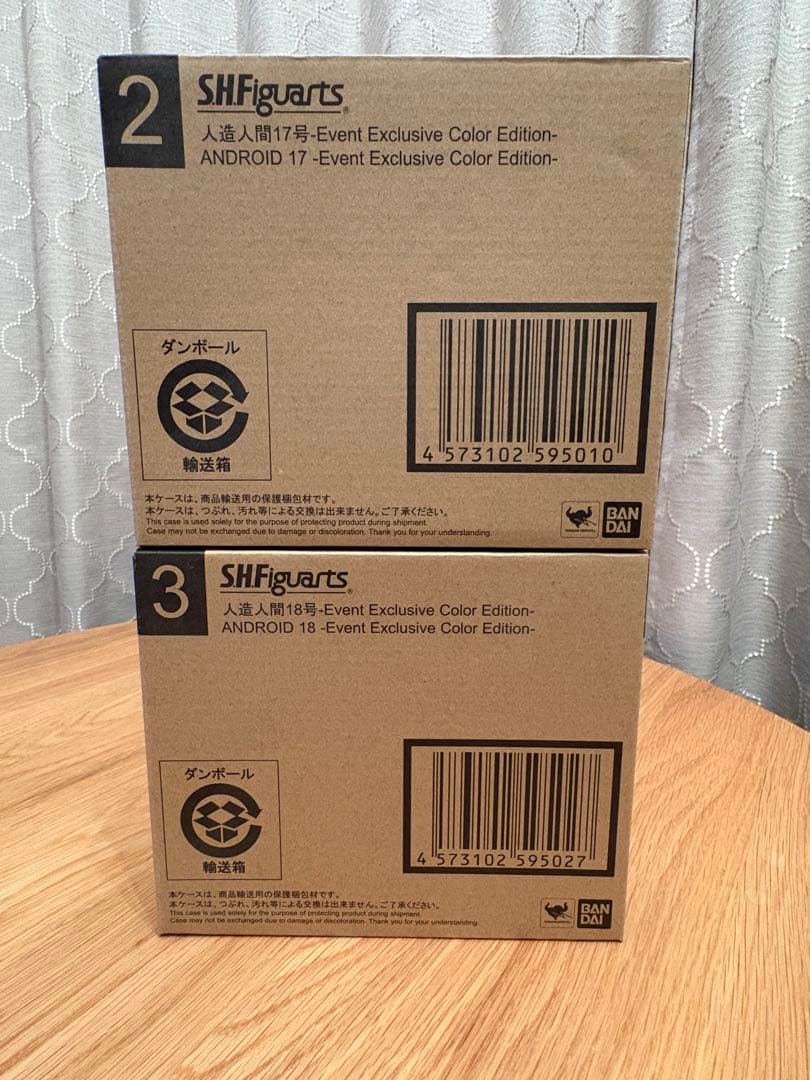 2
S.H.Figuarts
人造人間17号-Event Exclusive Color Edition-
ANDROID 17 -Event Exclusive Color Edition-
ダンボール
輸送箱
4 573102 595010
本ケースは、商品輸送用の保護梱包材です。
本ケースは、つぶれ、汚れ等による交換は出来ません。ご了承ください。
This case is used solely for the purpose of protecting product during shipment.
Case may not be exchanged due to damage or discoloration. Thank you for your understanding.
BAN
DAI
3
S.H.Figuarts
人造人間18号-Event Exclusive Color Edition-
ANDROID 18 -Event Exclusive Color Edition-
ダンボール
輸送箱
4 573102 595027
本ケースは、商品輸送用の保護梱包材です。
本ケースは、つぶれ、汚れ等による交換は出来ません。ご了承ください。
This case is used solely for the purpose of protecting product during shipment.
Case may not be exchanged due to damage or discoloration. Thank you for your understanding.
BAN
DAI